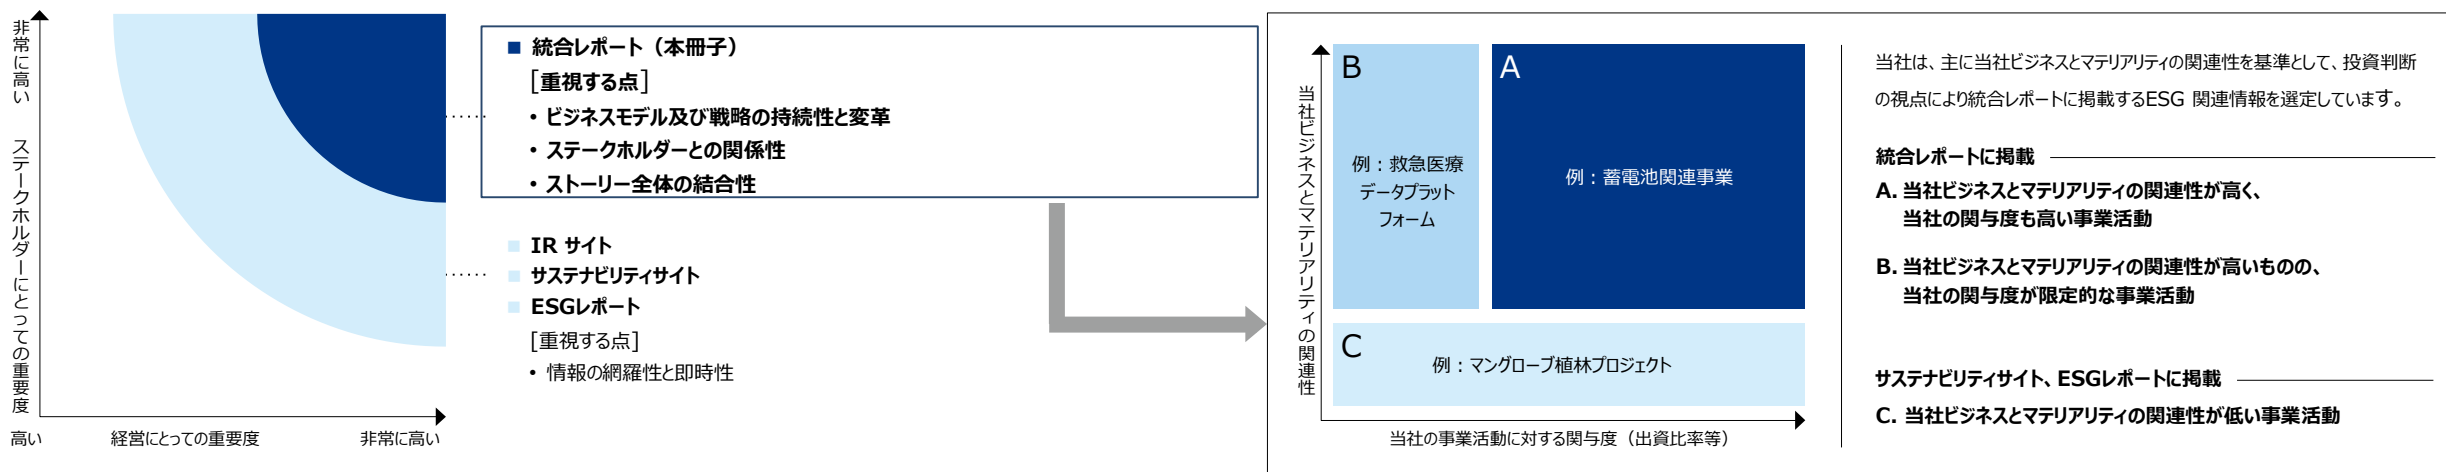 非常に高い
ステークホルダーにとっての重要度
高い
経営にとっての重要度
非常に高い
■ 統合レポート（本冊子）
［重視する点］
• ビジネスモデル及び戦略の持続性と変革
• ステークホルダーとの関係性
• ストーリー全体の結合性
■ IR サイト
■ サステナビリティサイト
■ ESGレポート
［重視する点］
• 情報の網羅性と即時性
当社ビジネスとマテリアリティの関連性
B
例：救急医療
データプラット
フォーム
A
例：蓄電池関連事業
C
例：マングローブ植林プロジェクト
当社の事業活動に対する関与度（出資比率等）
当社は、主に当社ビジネスとマテリアリティの関連性を基準として、投資判断
の視点により統合レポートに掲載するESG 関連情報を選定しています。
統合レポートに掲載
A. 当社ビジネスとマテリアリティの関連性が高く、
当社の関与度も高い事業活動
B. 当社ビジネスとマテリアリティの関連性が高いものの、
当社の関与度が限定的な事業活動
サステナビリティサイト、ESGレポートに掲載
C. 当社ビジネスとマテリアリティの関連性が低い事業活動